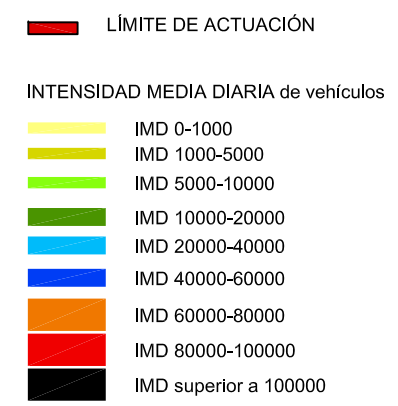 LÍMITE DE ACTUACIÓN
INTENSIDAD MEDIA DIARIA de vehículos
IMD 0-1000
IMD 1000-5000
IMD 5000-10000
IMD 10000-20000
IMD 20000-40000
IMD 40000-60000
IMD 60000-80000
IMD 80000-100000
IMD superior a 100000